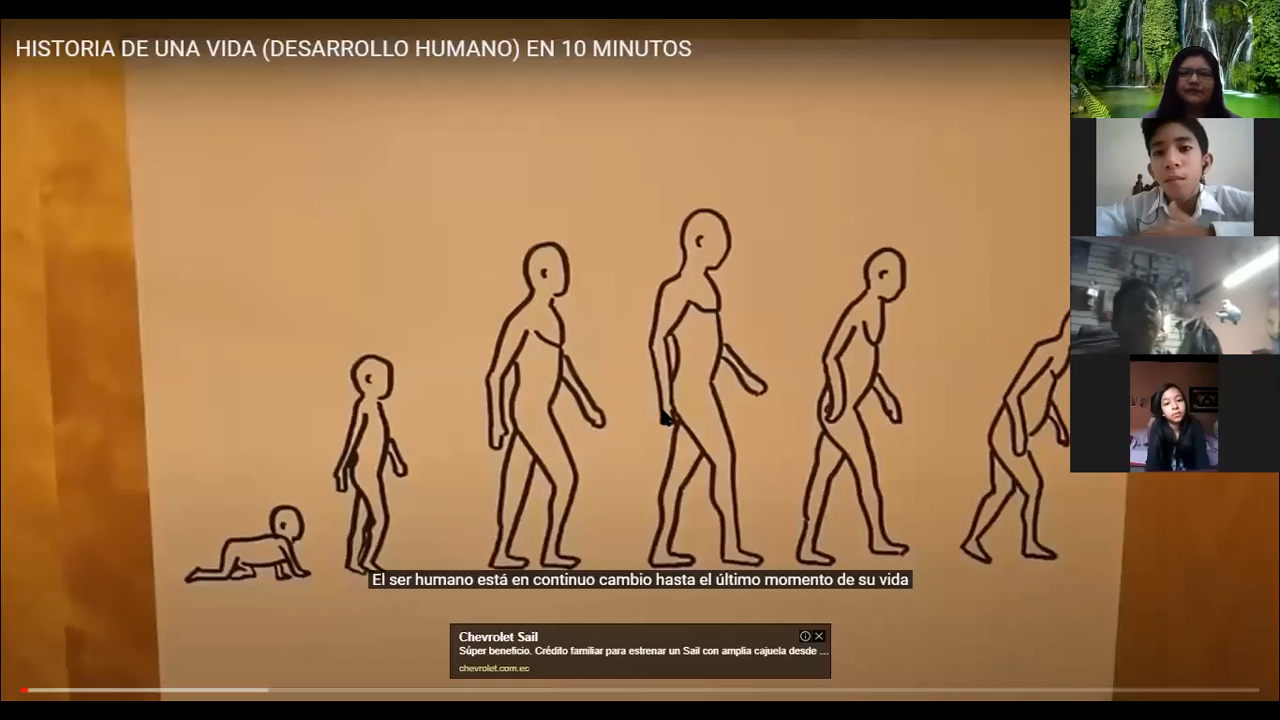 HISTORIA DE UNA VIDA (DESARROLLO HUMANO) EN 10 MINUTOS
El ser humano está en continuo cambio hasta el último momento de su vida
Chevrolet Sail
Súper beneficio. Crédito familiar para estrenar un Sail con amplia cajuela desde ...
chevrolet.com.ec